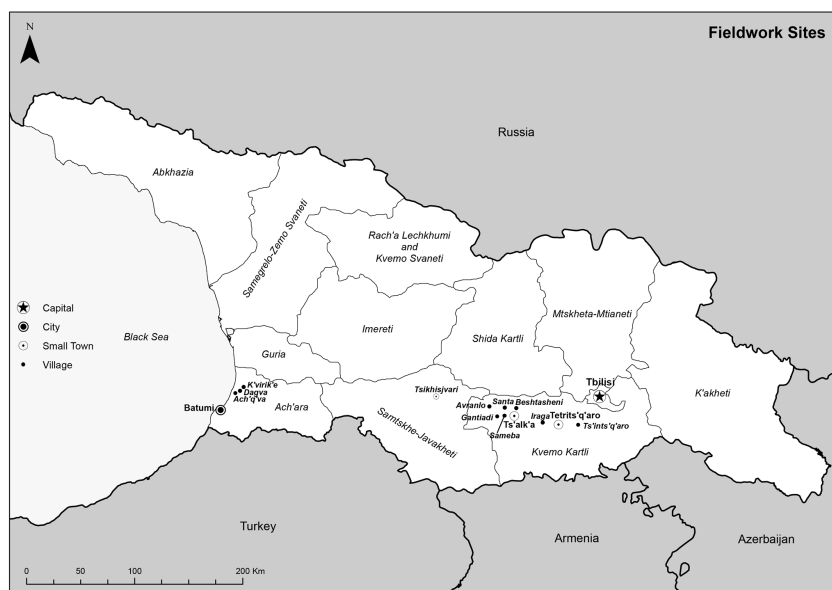 Fieldwork Sites
N
Russia
Abkhazia
Samegrelo-Zemo Svaneti
Rach'a Lechkhumi
and
Kvemo Svaneti
Mtskheta-Mtianeti
Capital
City
Small Town
Village
Black Sea
Imereti
Shida Kartli
Guria
K'akheti
Tbilisi
K'virik'e
Dagva
Ach'q'va
Batumi
Ach'ara
Tsikhisjvari
Samtskhe-Javakheti
Avranlo
Santa
Beshtasheni
Gantiadi
Ts'alk'a
Sameba
Iraga
Tetrits'q'aro
Ts'ints'q'aro
Kvemo Kartli
Turkey
Armenia
Azerbaijan
0 50 100 200 Km